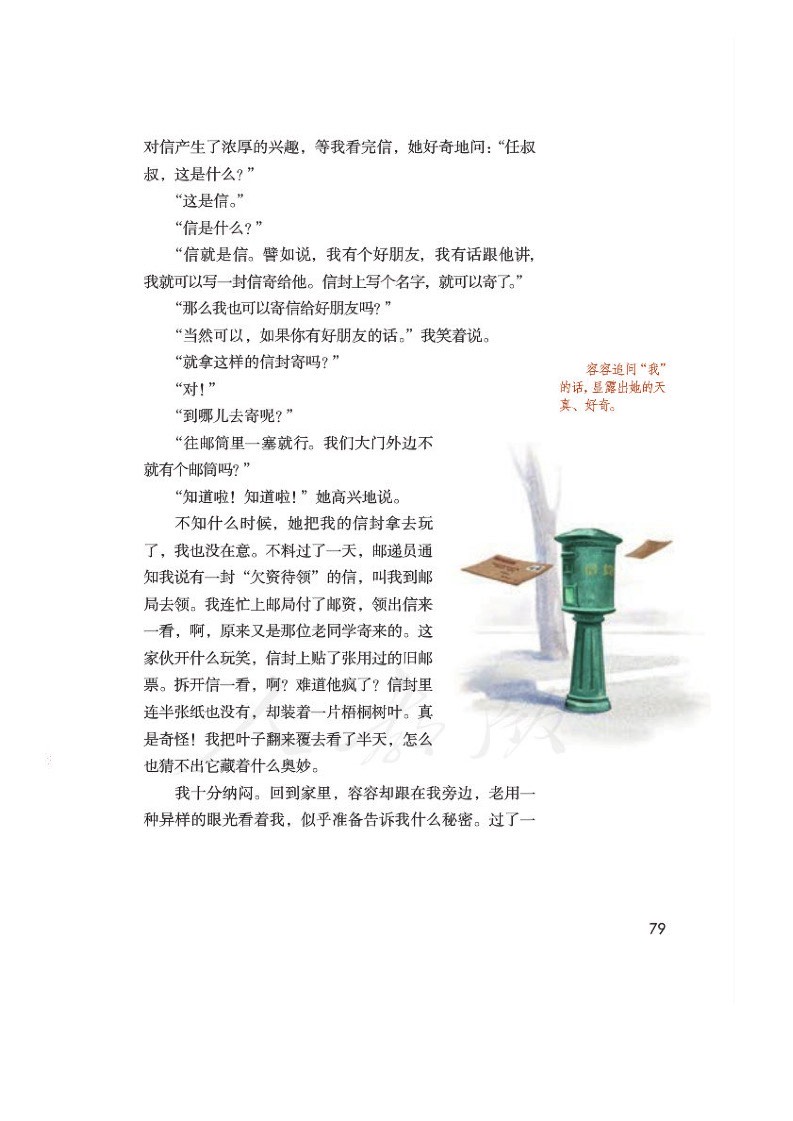 对信产生了浓厚的兴趣，等我看完信，她好奇地问：“任叔
叔，这是什么？”
“这是信。”
“信是什么？”
“信就是信。譬如说，我有个好朋友，我有话跟他讲，
我就可以写一封信寄给他。信封上写个名字，就可以寄了。”
“那么我也可以寄信给好朋友吗？”
“当然可以，如果你有好朋友的话。”我笑着说。
“就拿这样的信封寄吗？”
“对！”
“到哪儿去寄呢？”
“往邮筒里一塞就行。我们大门外边不
就有个邮筒吗？”
“知道啦！知道啦！”她高兴地说。
不知什么时候，她把我的信封拿去玩
了，我也没在意。不料过了一天，邮递员通
知我说有一封“欠资待领”的信，叫我到邮
局去领。我连忙上邮局付了邮资，领出信来
一看，啊，原来又是那位老同学寄来的。这
家伙开什么玩笑，信封上贴了张用过的旧邮
票。拆开信一看，啊？难道他疯了？信封里
连半张纸也没有，却装着一片梧桐树叶。真
是奇怪！我把叶子翻来覆去看了半天，怎么
也猜不出它藏着什么奥妙。
我十分纳闷。回到家里，容容却跟在我旁边，老用一
种异样的眼光看着我，似乎准备告诉我什么秘密。过了一
容容追问“我”
的话，显露出她的天
真、好奇。
79